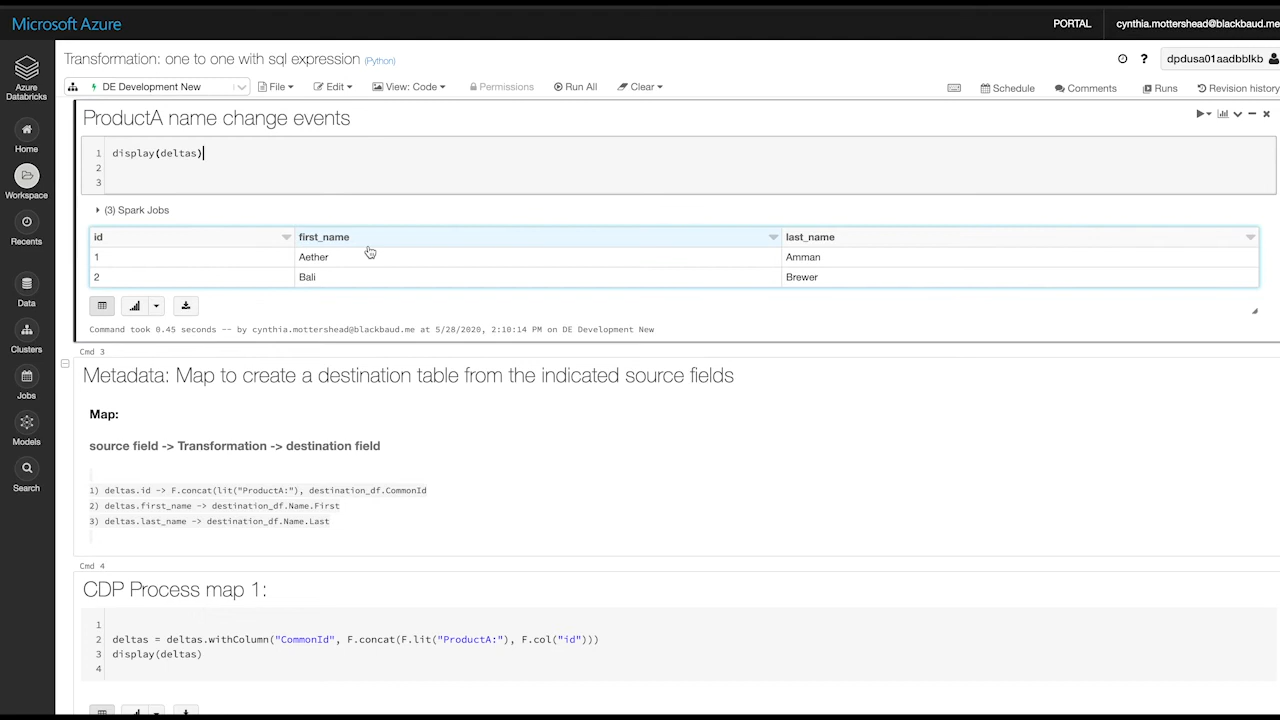 Microsoft Azure
PORTAL
cynthia.mottershead@blackbaud.me
Azure Databricks
Home
Workspace
Recents
Data
Clusters
Jobs
Models
Search
Transformation: one to one with sql expression (Python)
dpdusa01aadbblkb
DE Development New
File
Edit
View: Code
Permissions
Run All
Clear
Schedule
Comments
Runs
Revision history
ProductA name change events
1 display(deltas)
2
3
(3) Spark Jobs
id first_name last_name
1 Aether Amman
2 Bali Brewer
Command took 0.45 seconds -- by cynthia.mottershead@blackbaud.me at 5/28/2020, 2:10:14 PM on DE Development New
Cmd 3
Metadata: Map to create a destination table from the indicated source fields
Map:
source field -> Transformation -> destination field
1) deltas.id -> F.concat(lit("ProductA:"), destination_df.CommonId
2) deltas.first_name -> destination_df.Name.First
3) deltas.last_name -> destination_df.Name.Last
Cmd 4
CDP Process map 1:
1
2 deltas = deltas.withColumn("CommonId", F.concat(F.lit("ProductA:"), F.col("id")))
3 display(deltas)
4